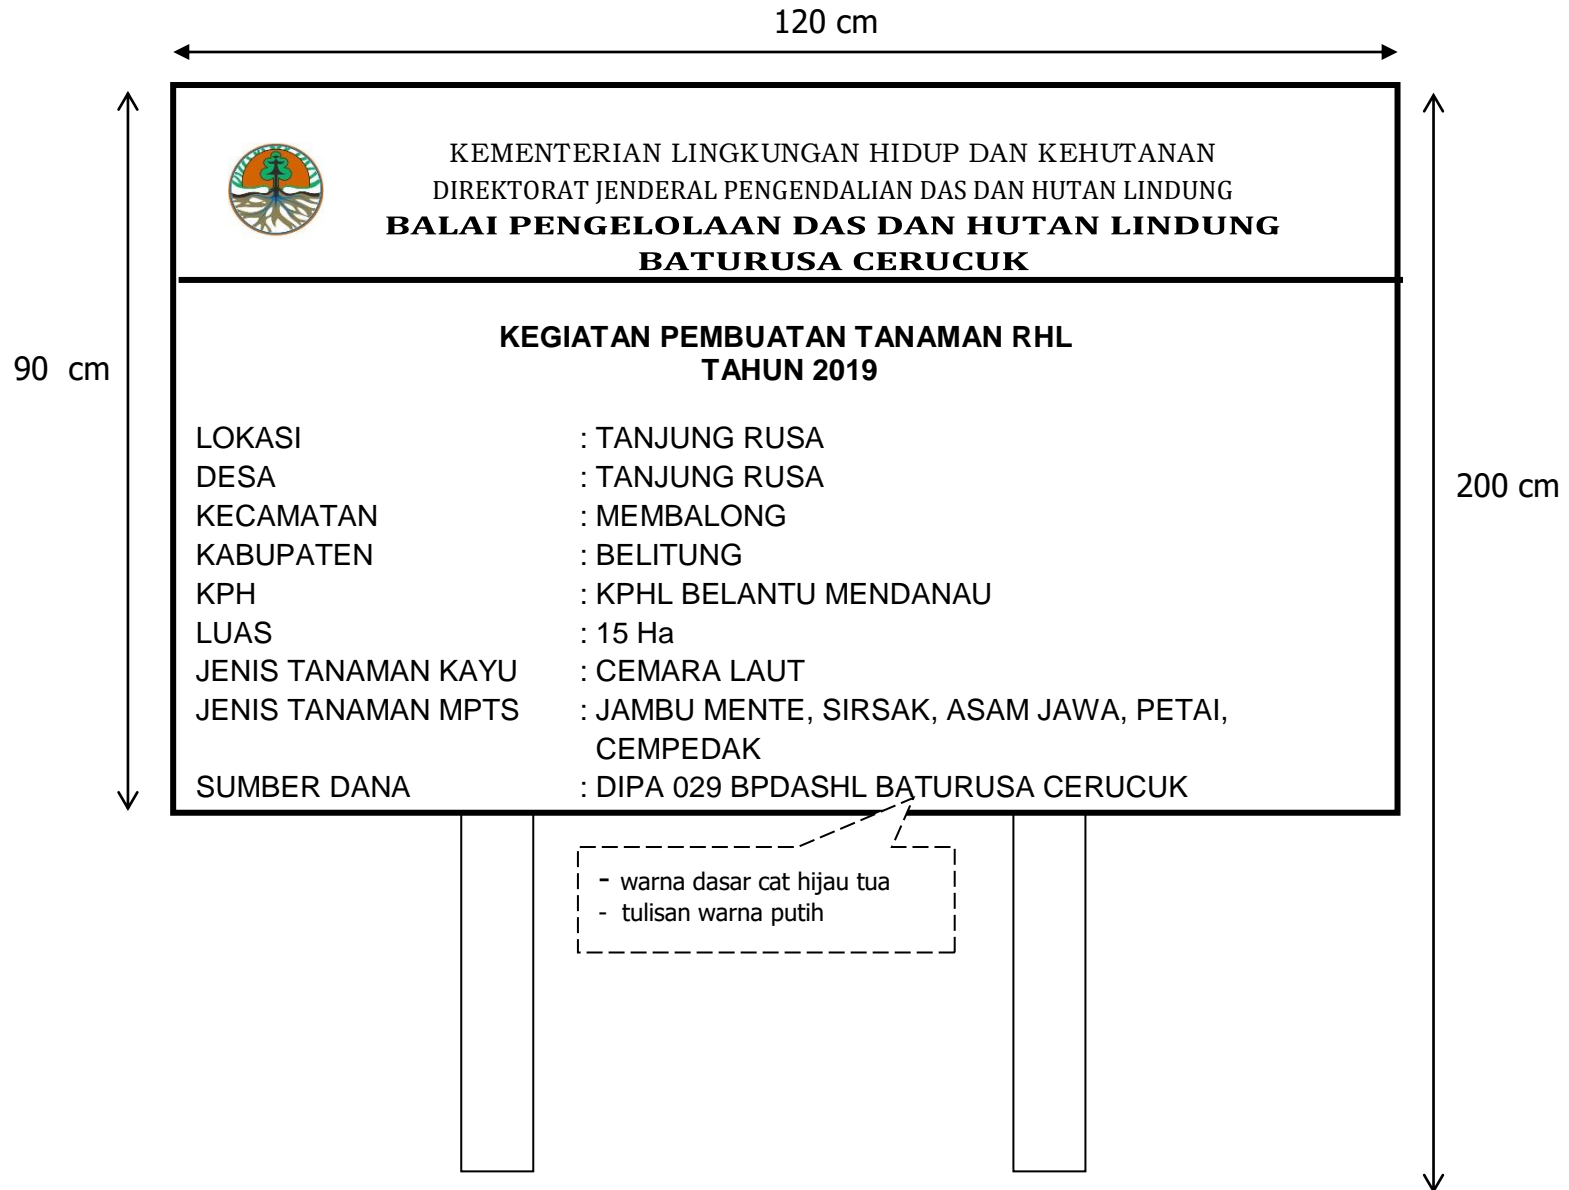 120 cm
KEMENTERIAN LINGKUNGAN HIDUP DAN KEHUTANAN
DIREKTORAT JENDERAL PENGENDALIAN DAS DAN HUTAN LINDUNG
BALAI PENGELOLAAN DAS DAN HUTAN LINDUNG
BATURUSA CERUCUK
KEGIATAN PEMBUATAN TANAMAN RHL
TAHUN 2019
90 cm
LOKASI : TANJUNG RUSA
DESA : TANJUNG RUSA
200 cm
KECAMATAN : MEMBALONG
KABUPATEN : BELITUNG
KPH : KPHL BELANTU MENDANAU
LUAS : 15 Ha
JENIS TANAMAN KAYU : CEMARA LAUT
JENIS TANAMAN MPTS : JAMBU MENTE, SIRSAK, ASAM JAWA, PETAI,
CEMPEDAK
SUMBER DANA : DIPA 029 BPDASHL BATURUSA CERUCUK
- warna dasar cat hijau tua
- tulisan warna putih